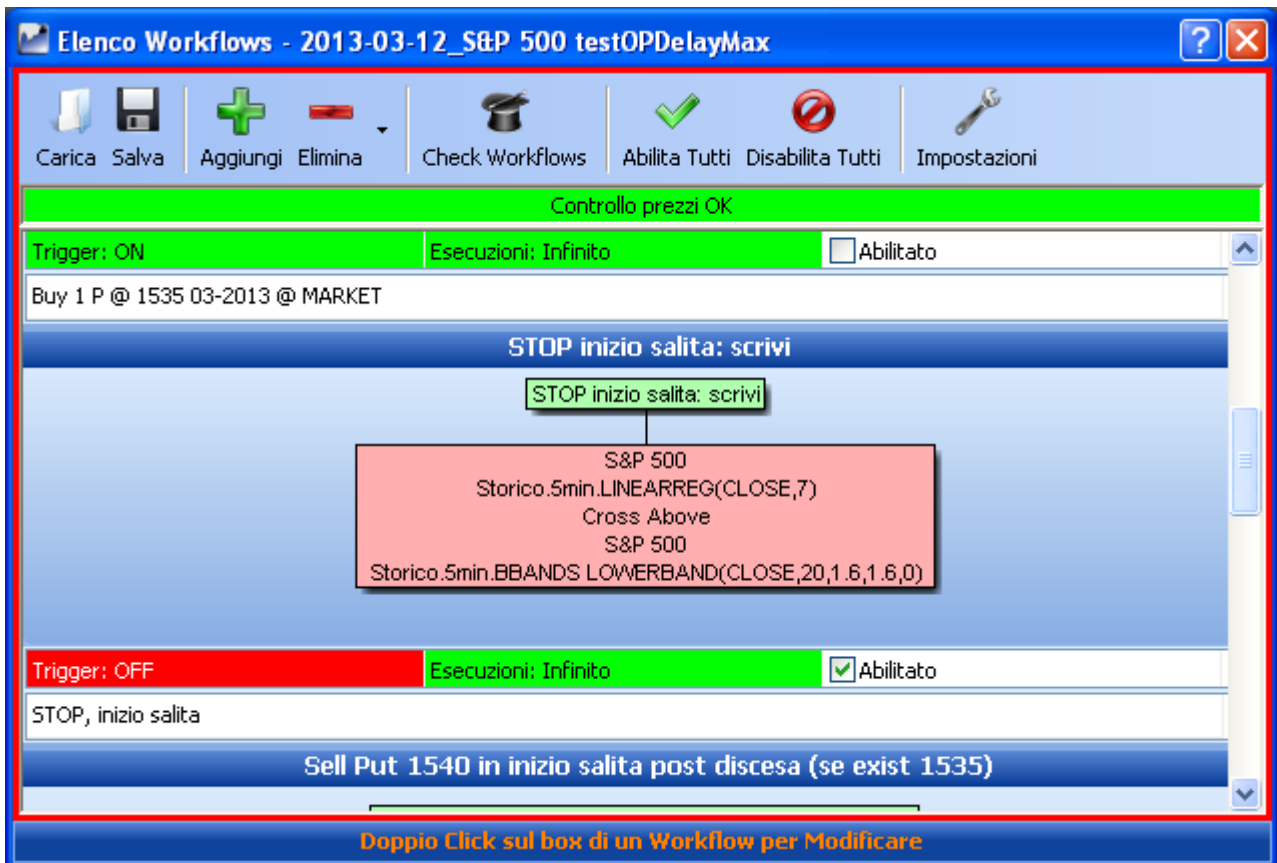 Elenco Workflows - 2013-03-12_S&P 500 testOPDelayMax
Carica Salva Aggiungi Elimina Check Workflows Abilita Tutti Disabilita Tutti Impostazioni
Controllo prezzi OK
Trigger: ON Esecuzioni: Infinito Abilitato
Buy 1 P @ 1535 03-2013 @ MARKET
STOP inizio salita: scrivi
STOP inizio salita: scrivi
S&P 500
Storico.5min.LINEARREG(CLOSE,7)
Cross Above
S&P 500
Storico.5min.BBANDS LOWERBAND(CLOSE,20,1.6,1.6,0)
Trigger: OFF Esecuzioni: Infinito Abilitato
STOP, inizio salita
Sell Put 1540 in inizio salita post discesa (se exist 1535)
Doppio Click sul box di un Workflow per Modificare